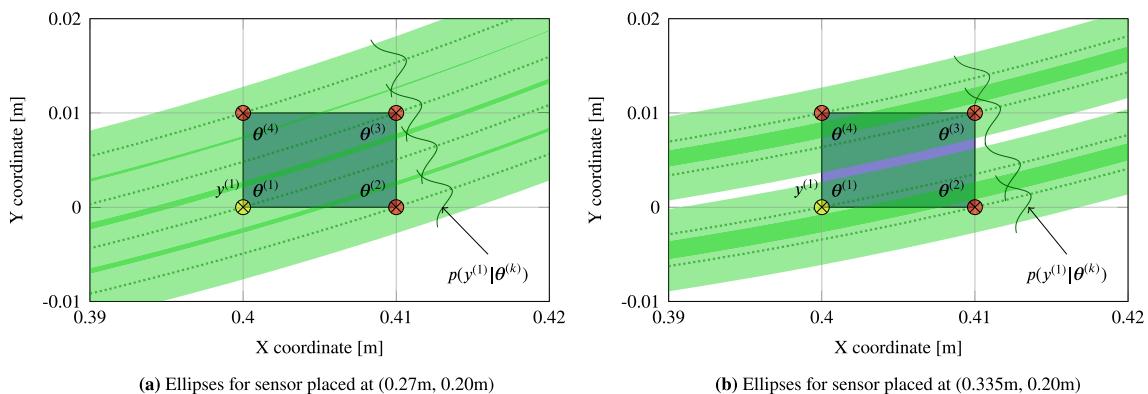 0.02
0.01
0
-0.01
Y coordinate [m]
θ(4)
θ(3)
y(1)
θ(1)
θ(2)
p(y(1)|θ(k))
0.39
0.4
0.41
0.42
X coordinate [m]
(a) Ellipses for sensor placed at (0.27m, 0.20m)
0.02
0.01
0
-0.01
Y coordinate [m]
θ(4)
θ(3)
y(1)
θ(1)
θ(2)
p(y(1)|θ(k))
0.39
0.4
0.41
0.42
X coordinate [m]
(b) Ellipses for sensor placed at (0.335m, 0.20m)